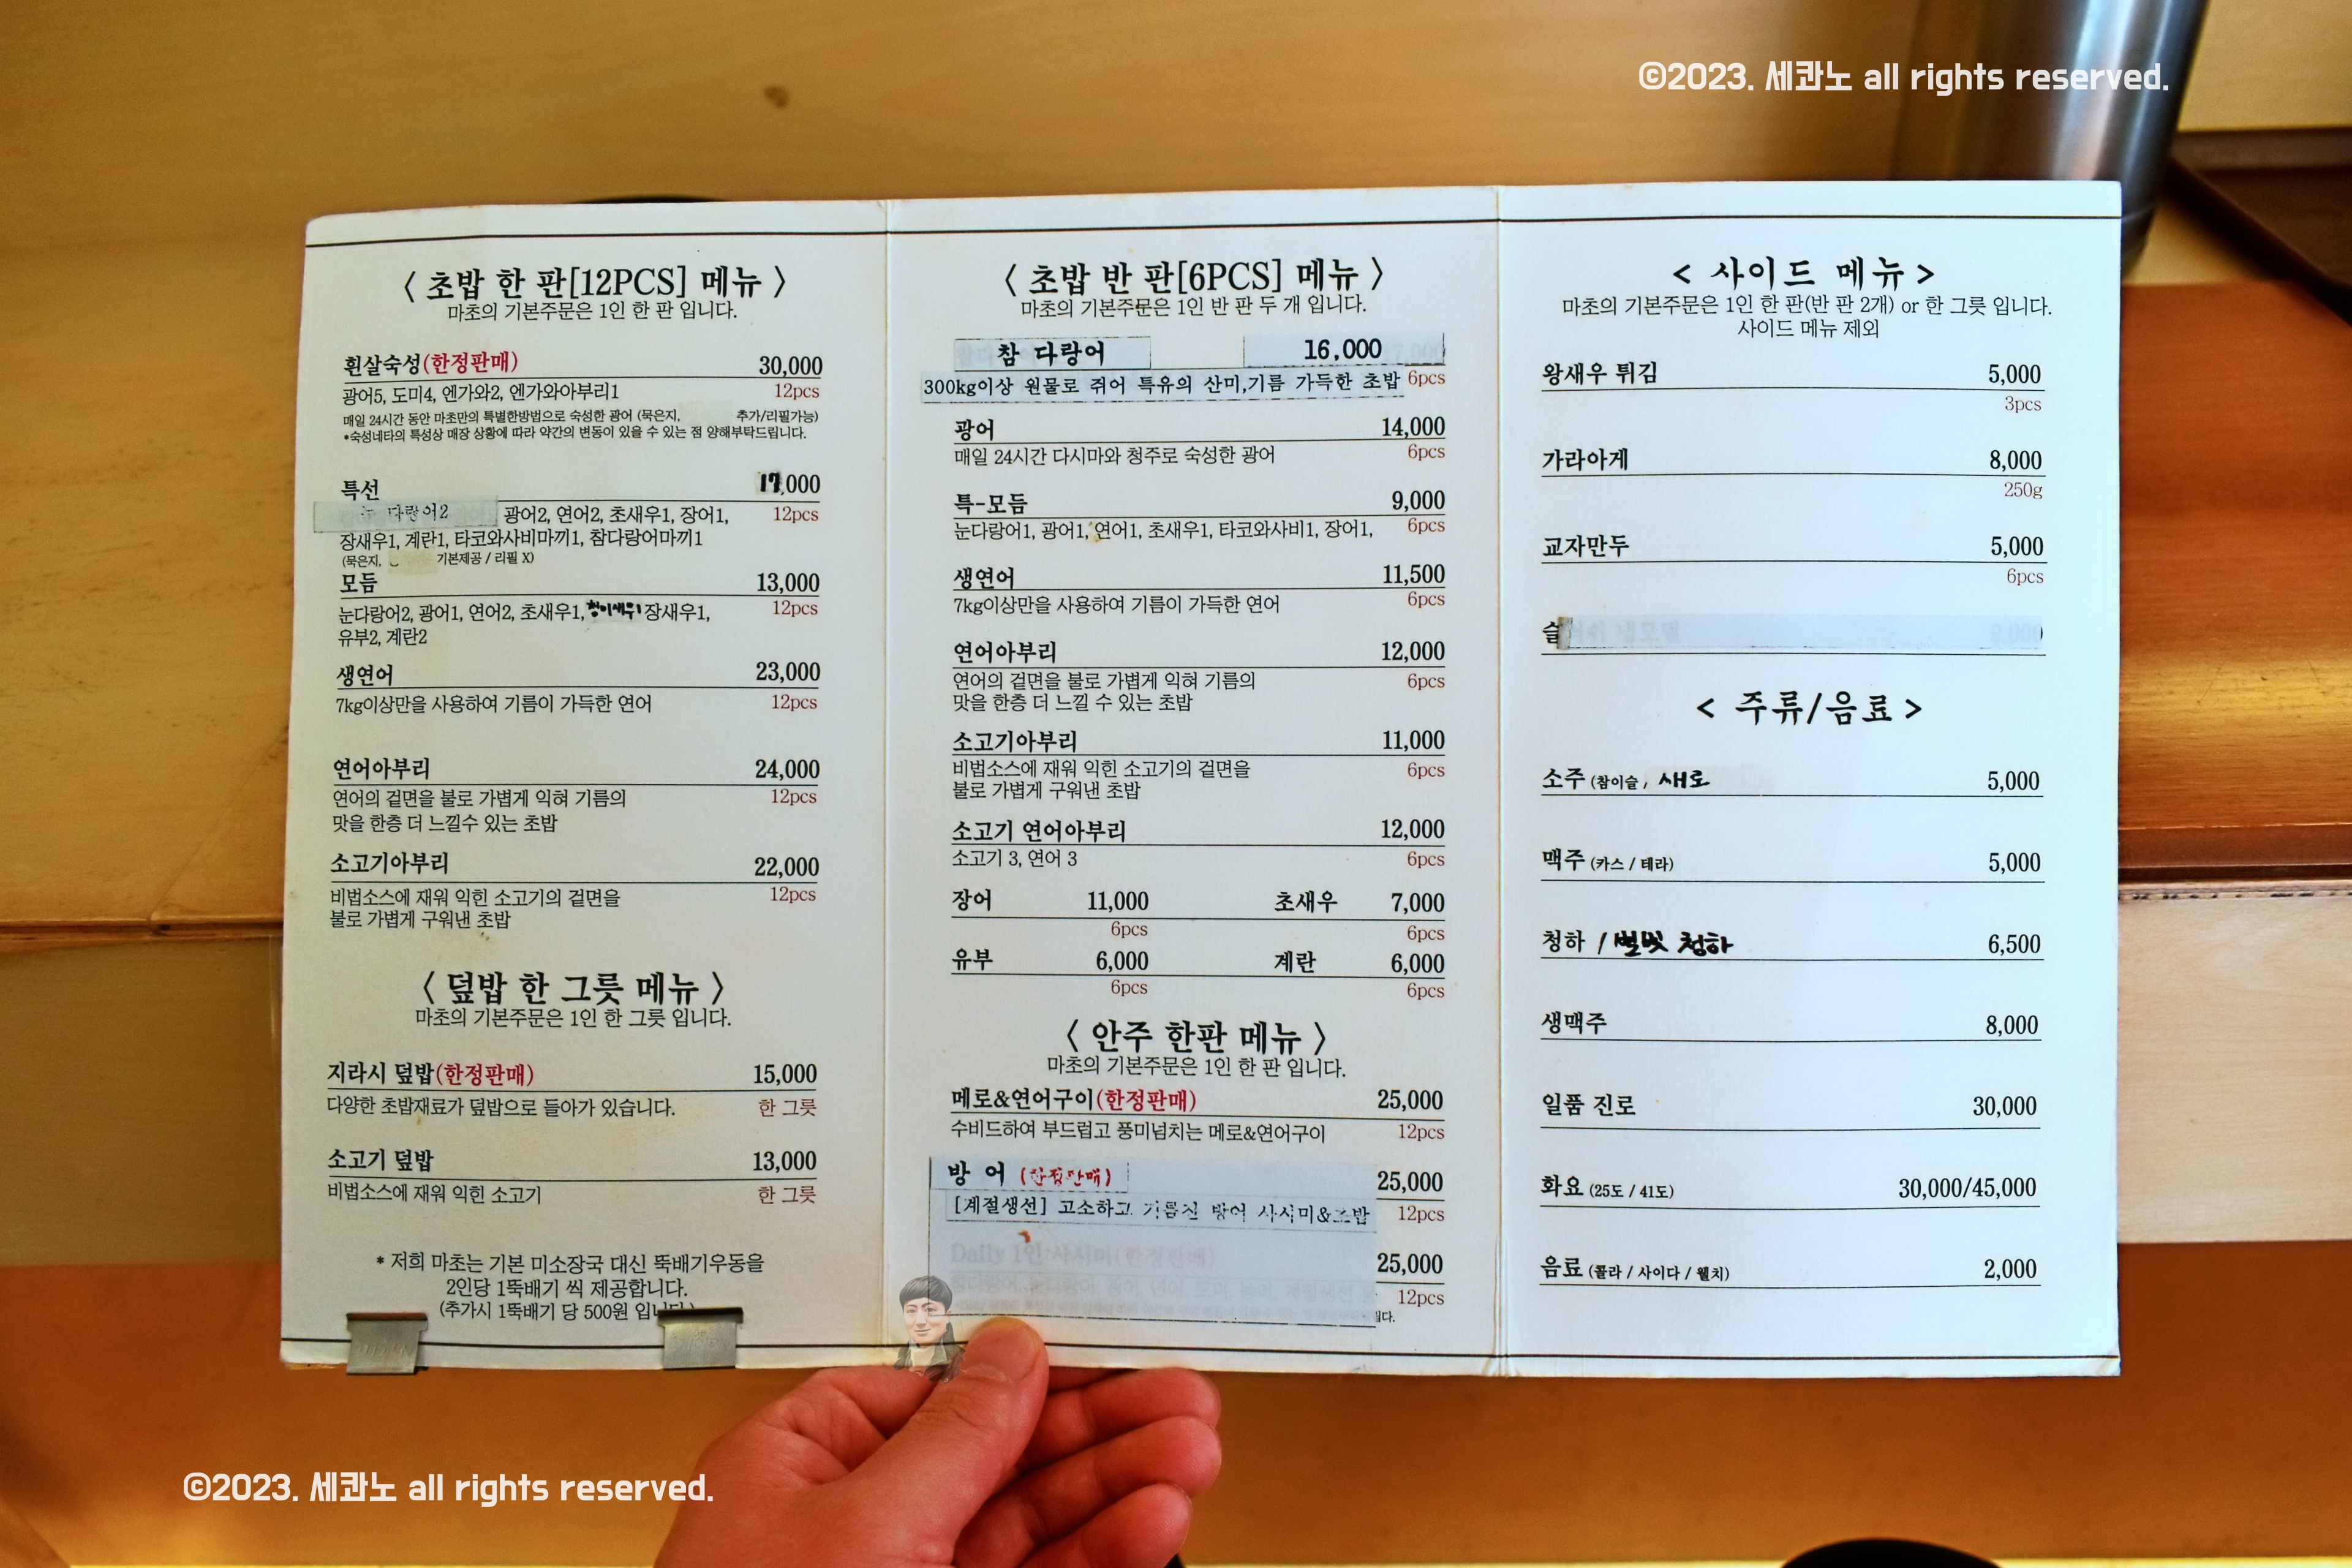 ©2023. 세콴노 all rights reserved.
〈 초밥 한 판[12PCS] 메뉴 〉
마초의 기본주문은 1인 한 판 입니다.
흰살숙성(한정판매) 30,000
광어5, 도미4, 엔가와2, 엔가와아부리1 12pcs
매일 24시간 동안 마초만의 특별한방법으로 숙성한 광어 (묵은지, 추가/리필가능)
*숙성네타의 특성상 매장 상황에 따라 약간의 변동이 있을 수 있는 점 양해부탁드립니다.
특선 17,000
눈 다랑어2 광어2, 연어2, 초새우1, 장어1, 12pcs
장새우1, 계란1, 타코와사비마끼1, 참다랑어마끼1
(묵은지, 기본제공 / 리필 X)
모듬 13,000
눈다랑어2, 광어1, 연어2, 초새우1, 장새우1, 12pcs
유부2, 계란2
생연어 23,000
7kg이상만을 사용하여 기름이 가득한 연어 12pcs
연어아부리 24,000
연어의 겉면을 불로 가볍게 익혀 기름의 12pcs
맛을 한층 더 느낄수 있는 초밥
소고기아부리 22,000
비법소스에 재워 익힌 소고기의 겉면을 12pcs
불로 가볍게 구워낸 초밥
〈 덮밥 한 그릇 메뉴 〉
마초의 기본주문은 1인 한 그릇 입니다.
지라시 덮밥(한정판매) 15,000
다양한 초밥재료가 덮밥으로 들아가 있습니다. 한 그릇
소고기 덮밥 13,000
비법소스에 재워 익힌 소고기 한 그릇
* 저희 마초는 기본 미소장국 대신 뚝배기우동을
2인당 1뚝배기 씩 제공합니다.
(추가시 1뚝배기 당 500원 입니다.)
〈 초밥 반 판[6PCS] 메뉴 〉
마초의 기본주문은 1인 반 판 두 개 입니다.
참 다랑어 16,000
300kg이상 원물로 쥐어 특유의 산미,기름 가득한 초밥 6pcs
광어 14,000
매일 24시간 다시마와 청주로 숙성한 광어 6pcs
특-모듬 9,000
눈다랑어1, 광어1, 연어1, 초새우1, 타코와사비1, 장어1, 6pcs
생연어 11,500
7kg이상만을 사용하여 기름이 가득한 연어 6pcs
연어아부리 12,000
연어의 겉면을 불로 가볍게 익혀 기름의 6pcs
맛을 한층 더 느낄 수 있는 초밥
소고기아부리 11,000
비법소스에 재워 익힌 소고기의 겉면을 6pcs
불로 가볍게 구워낸 초밥
소고기 연어아부리 12,000
소고기 3, 연어 3 6pcs
장어 11,000 초새우 7,000
6pcs 6pcs
유부 6,000 계란 6,000
6pcs 6pcs
〈 안주 한판 메뉴 〉
마초의 기본주문은 1인 한 판 입니다.
메로&연어구이(한정판매) 25,000
수비드하여 부드럽고 풍미넘치는 메로&연어구이 12pcs
방 어 (한정판매) 25,000
[계절생선] 고소하고 기름진 방어 사시미&초밥 12pcs
Daily 1인 사시미(한정판매) 25,000
12pcs
니다.
< 사이드 메뉴 >
마초의 기본주문은 1인 한 판(반 판 2개) or 한 그릇 입니다.
사이드 메뉴 제외
왕새우 튀김 5,000
3pcs
가라아게 8,000
250g
교자만두 5,000
6pcs
슬
< 주류/음료 >
소주 (참이슬 / 새로 5,000
맥주 (카스 / 테라) 5,000
청하 / 별빛 청하 6,500
생맥주 8,000
일품 진로 30,000
화요 (25도 / 41도) 30,000/45,000
음료 (콜라 / 사이다 / 웰치) 2,000
©2023. 세콴노 all rights reserved.